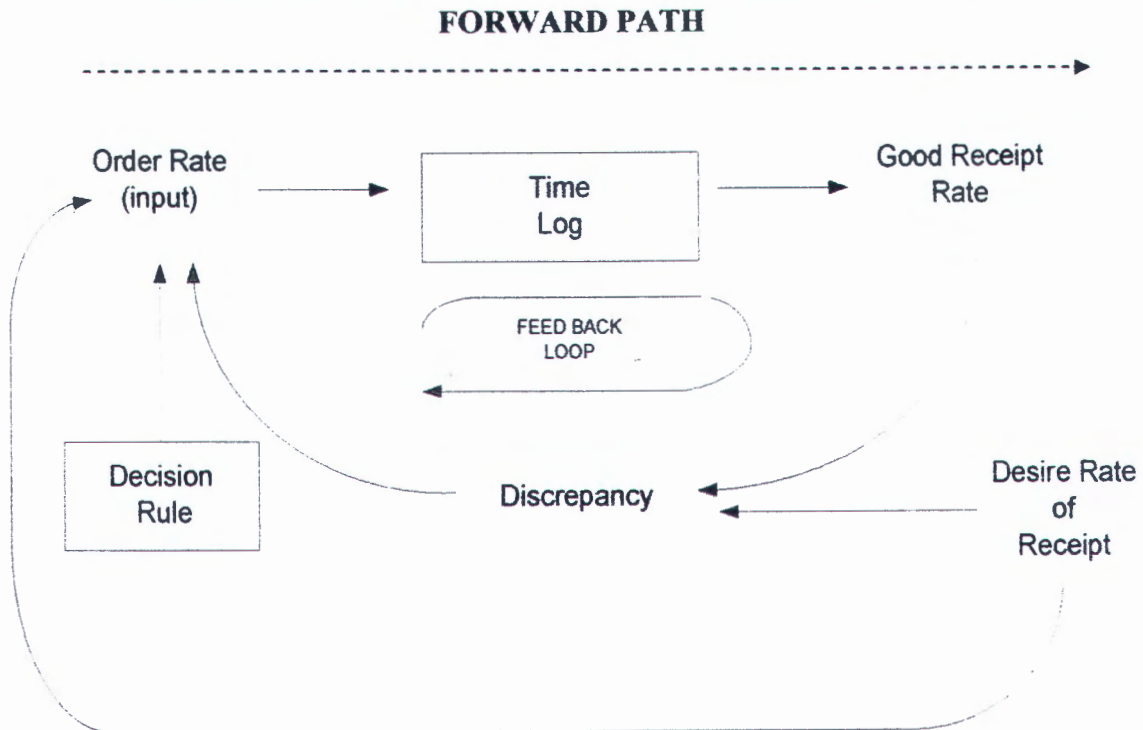 FORWARD PATH
Order Rate
(input)
Time
Log
Good Receipt
Rate
FEED BACK
LOOP
Decision
Rule
Discrepancy
Desire Rate
of
Receipt